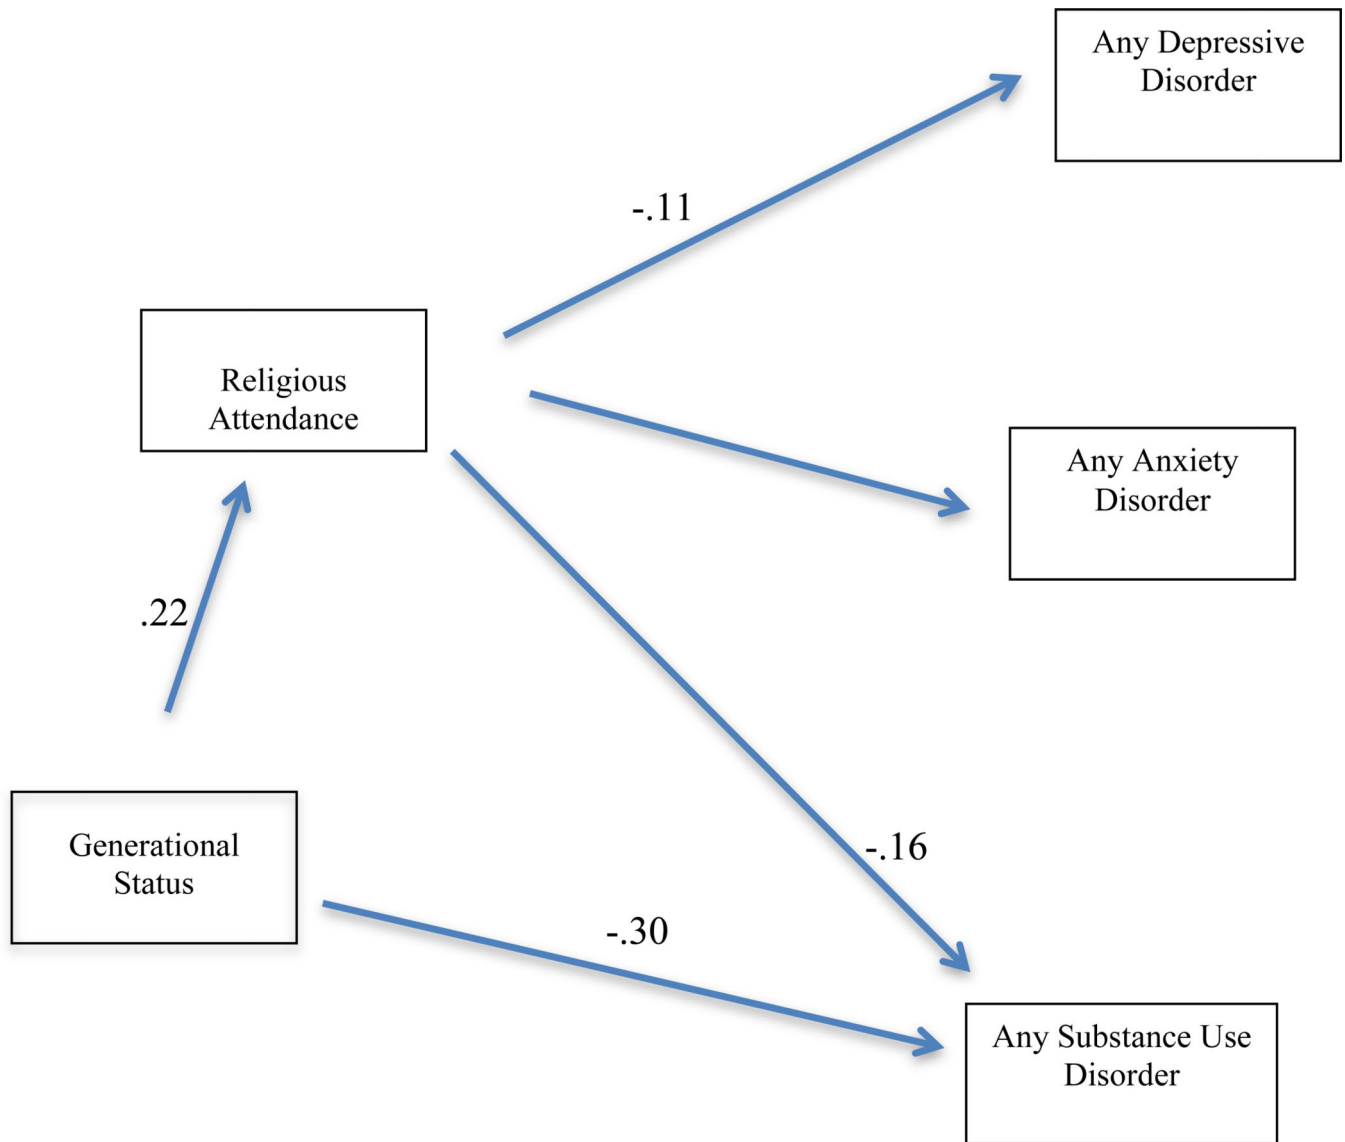 Any Depressive
Disorder
-.11
Religious
Attendance
Any Anxiety
Disorder
.22
Generational
Status
-.16
-.30
Any Substance Use
Disorder